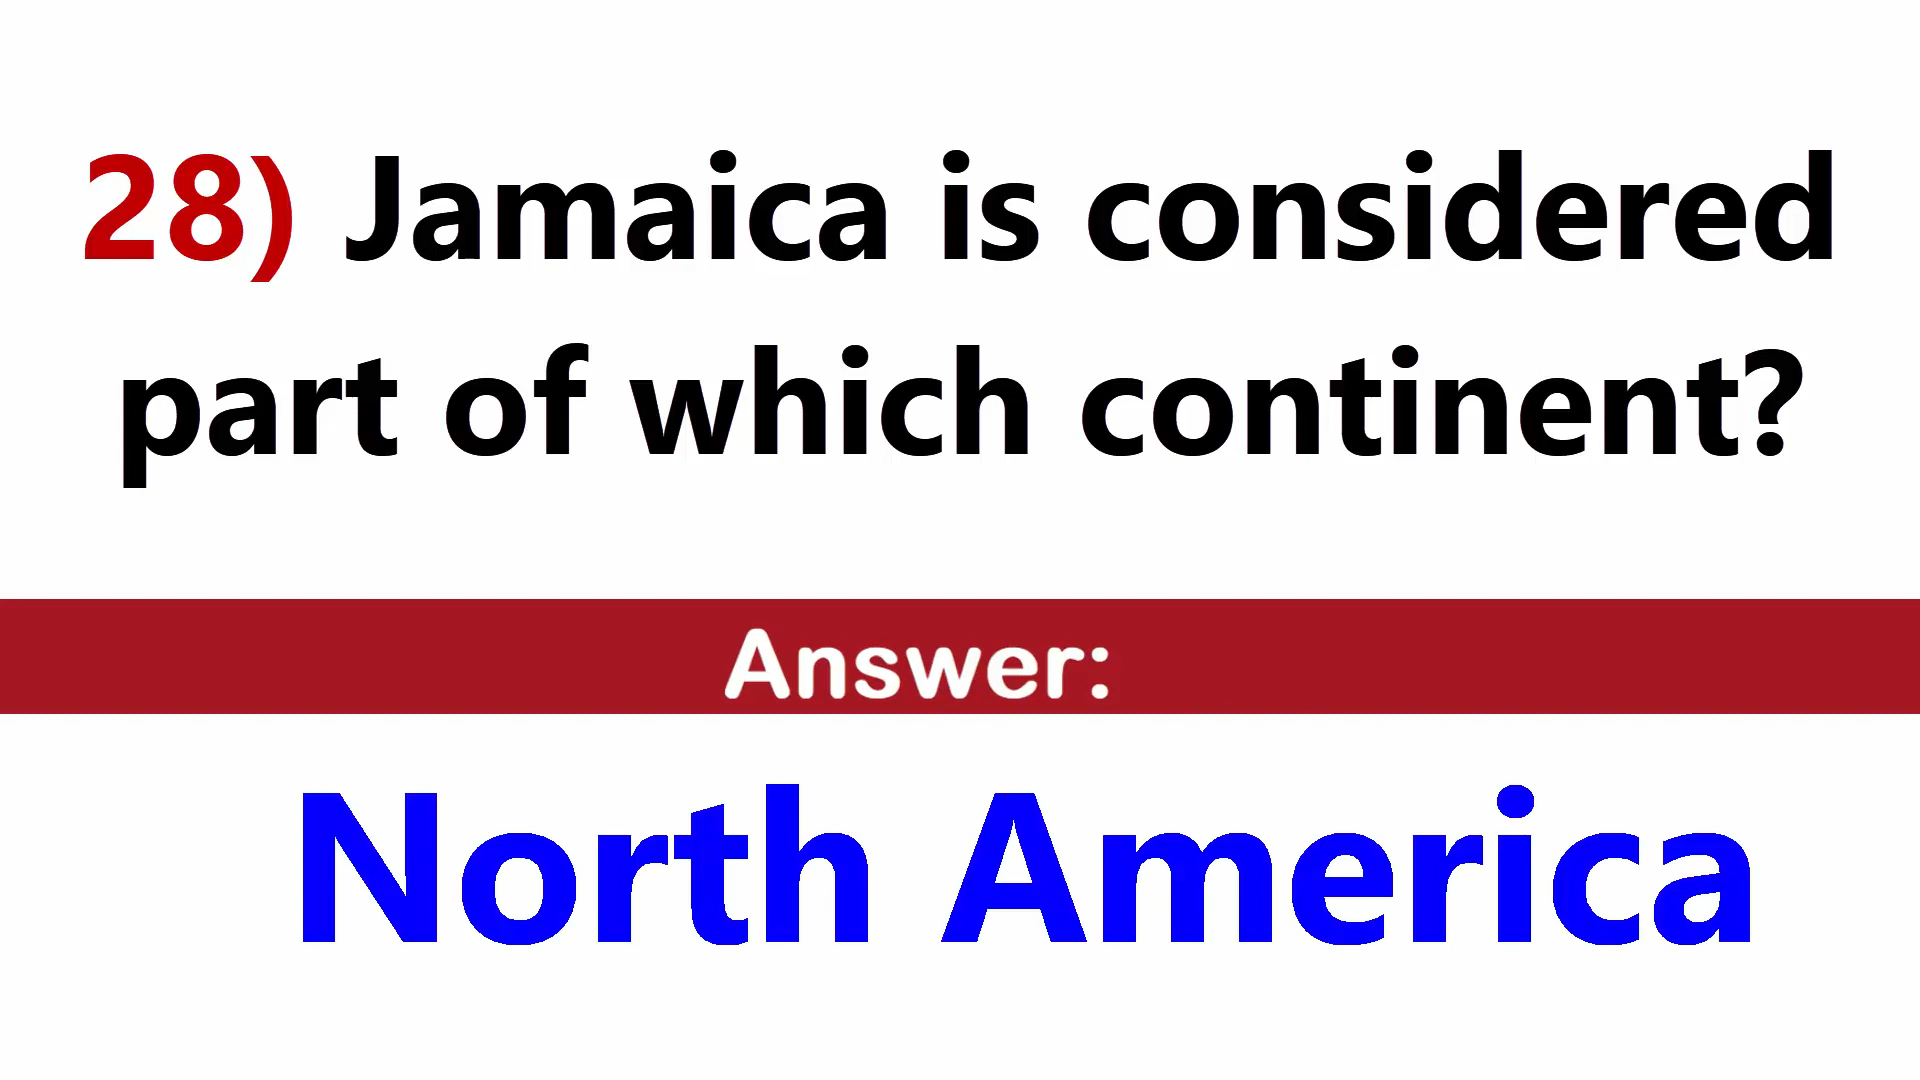 28) Jamaica is considered
part of which continent?
Answer:
North America